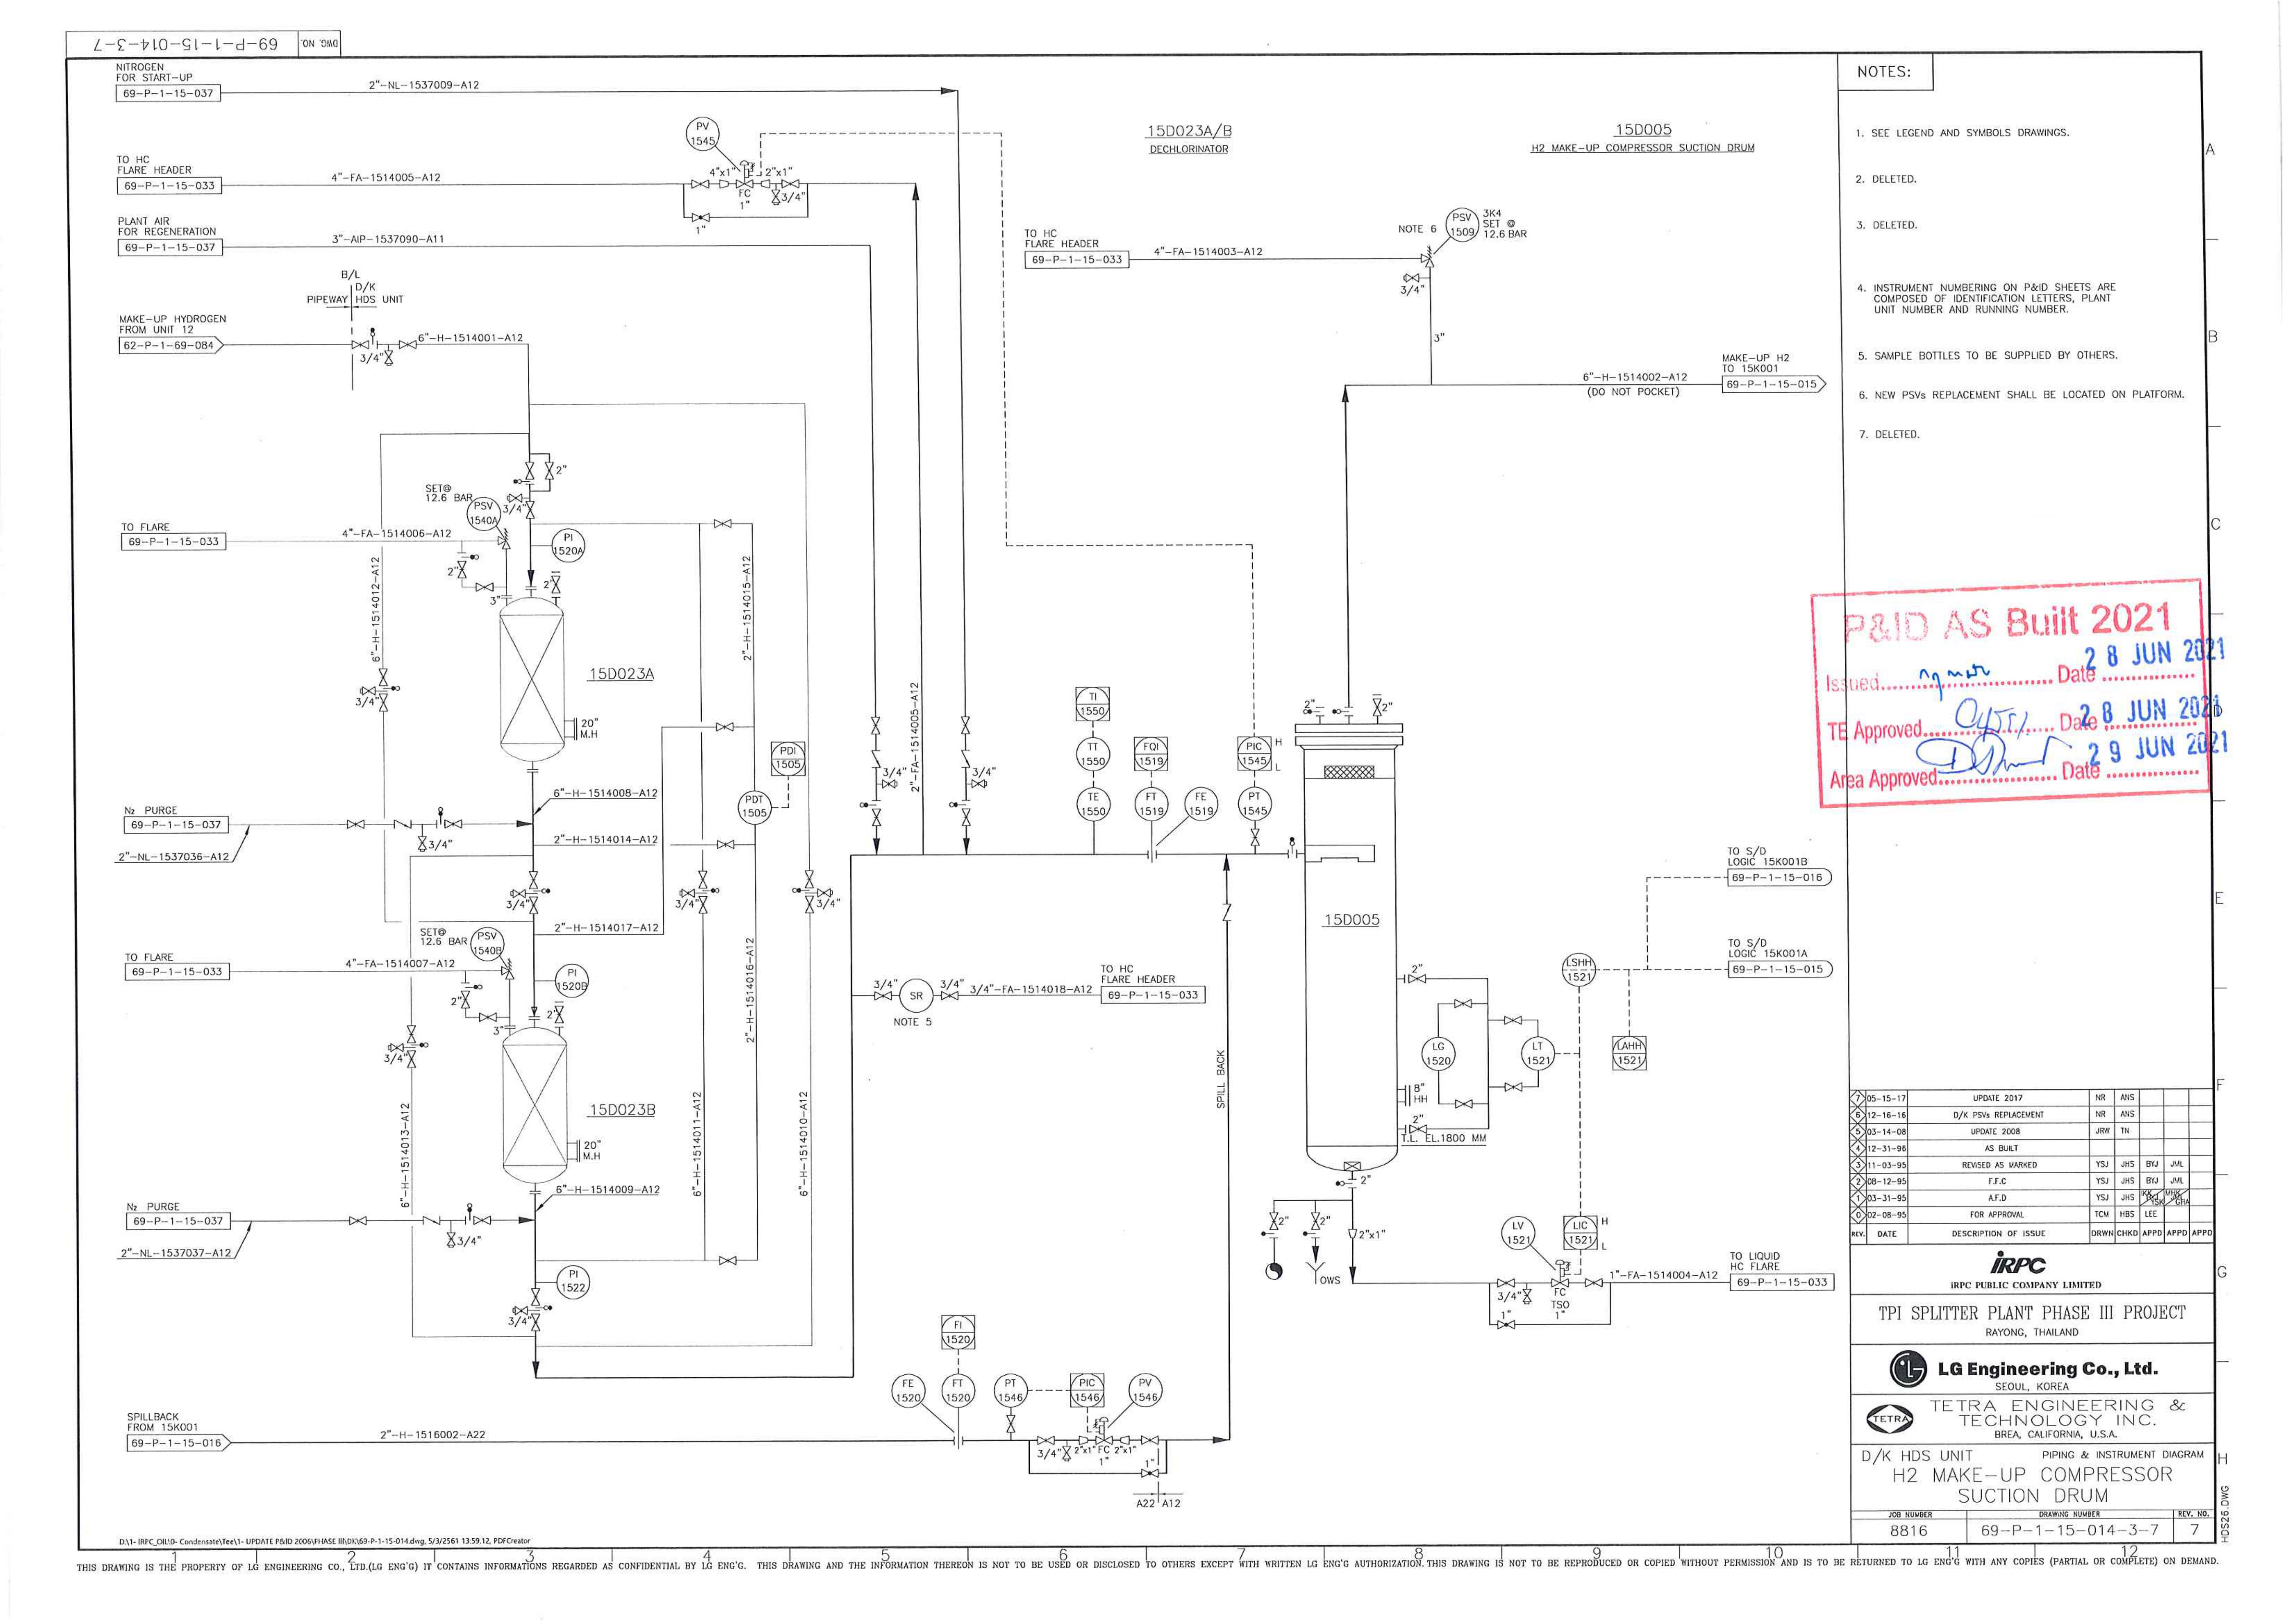 69-P-1-15-014-3-7
DWG. NO.
NITROGEN
FOR START-UP
69-P-1-15-037
2"-NL-1537009-A12
TO HC
FLARE HEADER
69-P-1-15-033
4"-FA-1514005-A12
PV
1545
4"x1"
2"x1"
FC
1"
3/4"
1"
PLANT AIR
FOR REGENERATION
69-P-1-15-037
3"-AIP-1537090-A11
B/L
D/K
PIPEWAY
HDS UNIT
MAKE-UP HYDROGEN
FROM UNIT 12
62-P-1-69-084
3/4"
6"-H-1514001-A12
15D023A/B
DECHLORINATOR
15D005
H2 MAKE-UP COMPRESSOR SUCTION DRUM
TO HC
FLARE HEADER
69-P-1-15-033
4"-FA-1514003-A12
NOTE 6
PSV
1509
3K4
SET @
12.6 BAR
3/4"
3"
6"-H-1514002-A12
(DO NOT POCKET)
MAKE-UP H2
TO 15K001
69-P-1-15-015
2"
SET@
12.6 BAR
PSV
1540A
3/4"
TO FLARE
69-P-1-15-033
4"-FA-1514006-A12
PI
1520A
2"
2"
3"
6"-H-1514012-A12
2"-H-1514015-A12
3/4"
15D023A
20"
M.H
PDI
1505
PDT
1505
6"-H-1514008-A12
N2 PURGE
69-P-1-15-037
2"-NL-1537036-A12
3/4"
2"-H-1514014-A12
3/4"
3/4"
3/4"
2"-H-1514017-A12
SET@
12.6 BAR
PSV
1540B
TO FLARE
69-P-1-15-033
4"-FA-1514007-A12
PI
1520B
2"
2"
3"
3/4"
2"-H-1514016-A12
15D023B
20"
M.H
6"-H-1514013-A12
6"-H-1514011-A12
6"-H-1514010-A12
6"-H-1514009-A12
N2 PURGE
69-P-1-15-037
2"-NL-1537037-A12
3/4"
PI
1522
3/4"
2"-FA-1514005-A12
3/4"
3/4"
TI
1550
TT
1550
TE
1550
FQI
1519
FT
1519
FE
1519
PIC
1545
H
L
PT
1545
3/4"
SR
3/4"
3/4"-FA-1514018-A12
NOTE 5
TO HC
FLARE HEADER
69-P-1-15-033
SPILL BACK
2"
2"
15D005
2"
LG
1520
LT
1521
8"
HH
2"
T.L. EL.1800 MM
LSHH
1521
LAHH
1521
TO S/D
LOGIC 15K001B
69-P-1-15-016
TO S/D
LOGIC 15K001A
69-P-1-15-015
2"
2"
2"
2"x1"
OWS
LV
1521
LIC
1521
H
L
3/4"
FC
TSO
1"
1"
1"-FA-1514004-A12
TO LIQUID
HC FLARE
69-P-1-15-033
SPILLBACK
FROM 15K001
69-P-1-15-016
2"-H-1516002-A22
FI
1520
FE
1520
FT
1520
PT
1546
PIC
1546
PV
1546
3/4"
2"x1"
FC
2"x1"
1"
1"
A22
A12
NOTES:
1. SEE LEGEND AND SYMBOLS DRAWINGS.
2. DELETED.
3. DELETED.
4. INSTRUMENT NUMBERING ON P&ID SHEETS ARE
COMPOSED OF IDENTIFICATION LETTERS, PLANT
UNIT NUMBER AND RUNNING NUMBER.
5. SAMPLE BOTTLES TO BE SUPPLIED BY OTHERS.
6. NEW PSVs REPLACEMENT SHALL BE LOCATED ON PLATFORM.
7. DELETED.
P&ID AS Built 2021
Issued.......... Date 28 JUN 2021
TE Approved.......... Date 28 JUN 2021
Area Approved.......... Date 29 JUN 2021
7 05-15-17 UPDATE 2017 NR ANS
6 12-16-16 D/K PSVs REPLACEMENT NR ANS
5 03-14-08 UPDATE 2008 JRW TN
4 12-31-96 AS BUILT
3 11-03-95 REVISED AS MARKED YSJ JHS BYJ JML
2 08-12-95 F.F.C YSJ JHS BYJ JML
1 03-31-95 A.F.D YSJ JHS
0 02-08-95 FOR APPROVAL TCM HBS LEE
REV. DATE DESCRIPTION OF ISSUE DRWN CHKD APPD APPD APPD
iRPC
iRPC PUBLIC COMPANY LIMITED
TPI SPLITTER PLANT PHASE III PROJECT
RAYONG, THAILAND
LG Engineering Co., Ltd.
SEOUL, KOREA
TETRA
TETRA ENGINEERING &
TECHNOLOGY INC.
BREA, CALIFORNIA, U.S.A.
D/K HDS UNIT
PIPING & INSTRUMENT DIAGRAM
H2 MAKE-UP COMPRESSOR
SUCTION DRUM
JOB NUMBER
DRAWING NUMBER
REV. NO.
8816
69-P-1-15-014-3-7
7
HDS26.DWG
A
B
C
D
E
F
G
H
D:\1- IRPC_OIL\0- Condensate\Tee\1- UPDATE P&ID 2006\FHASE III\DK\69-P-1-15-014.dwg, 5/3/2561 13:59:12, PDFCreator
1 2 3 4 5 6 7 8 9 10 11 12
THIS DRAWING IS THE PROPERTY OF LG ENGINEERING CO., LTD.(LG ENG'G) IT CONTAINS INFORMATIONS REGARDED AS CONFIDENTIAL BY LG ENG'G. THIS DRAWING AND THE INFORMATION THEREON IS NOT TO BE USED OR DISCLOSED TO OTHERS EXCEPT WITH WRITTEN LG ENG'G AUTHORIZATION. THIS DRAWING IS NOT TO BE REPRODUCED OR COPIED WITHOUT PERMISSION AND IS TO BE RETURNED TO LG ENG'G WITH ANY COPIES (PARTIAL OR COMPLETE) ON DEMAND.